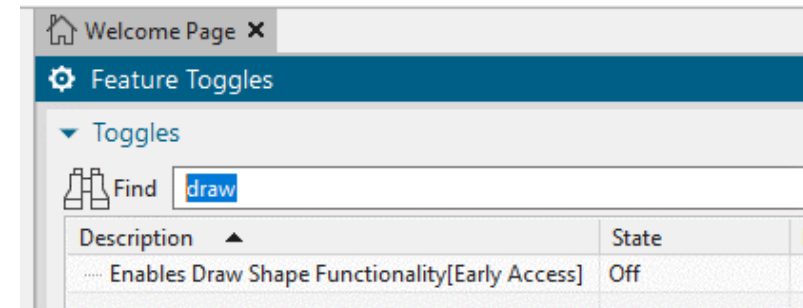 Welcome Page
Feature Toggles
Toggles
Find draw
Description State
Enables Draw Shape Functionality[Early Access] Off